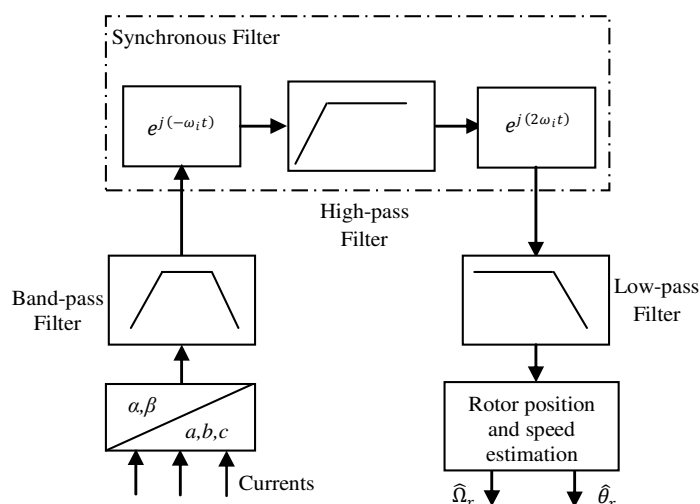 Synchronous Filter
e^{j(-ω_i t)}
e^{j(2ω_i t)}
High-pass
Filter
Band-pass
Filter
Low-pass
Filter
α,β
a,b,c
Currents
Rotor position
and speed
estimation
Ω̂_r
θ̂_r